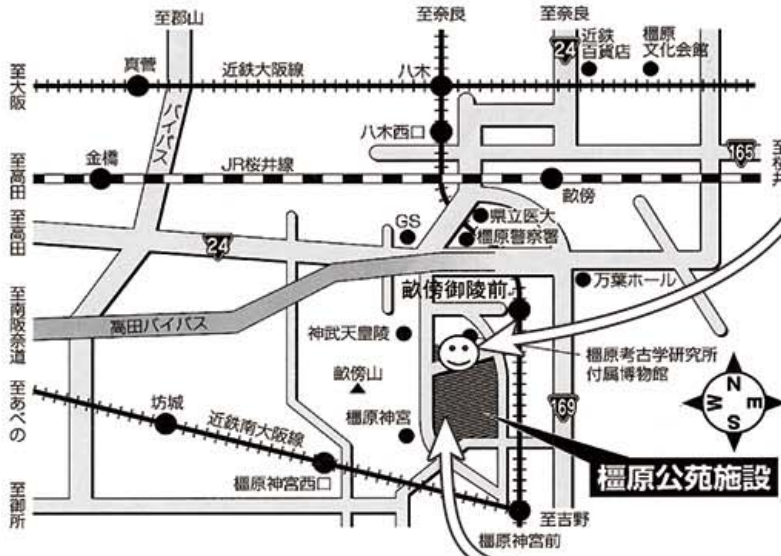 至郡山
至奈良
至奈良
24
近鉄
百貨店
橿原
文化会館
至大阪
真菅
近鉄大阪線
八木
バイパス
八木西口
至高田
金橋
JR桜井線
畝傍
165
至桜井
至高田
24
GS
県立医大
橿原警察署
畝傍御陵前
万葉ホール
至南阪奈道
高田バイパス
神武天皇陵
橿原考古学研究所
付属博物館
畝傍山
至あべの
坊城
近鉄南大阪線
橿原神宮
169
N
W
E
S
橿原公苑施設
至御所
橿原神宮西口
橿原神宮前
至吉野